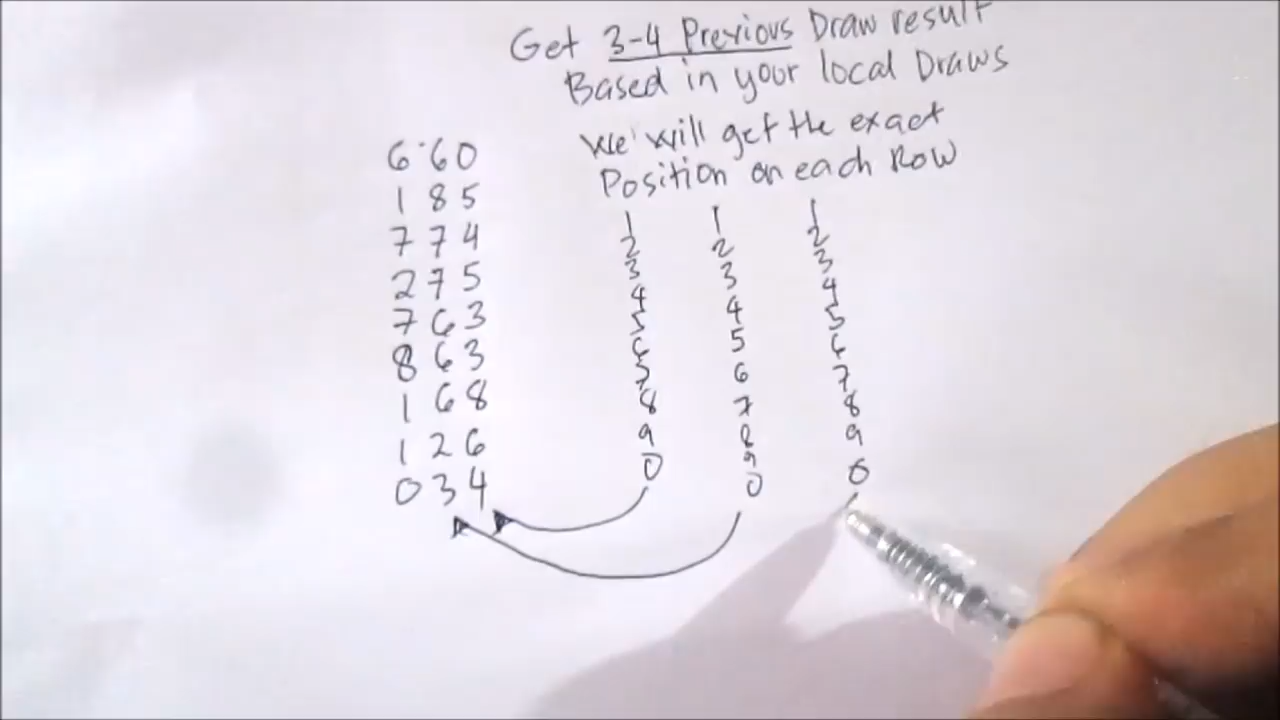 Get 3-4 Previous Draw result
Based in your local Draws
We will get the exact
Position on each Row
6 60
1 8 5
7 7 4
2 7 5
7 6 3
8 6 3
1 6 8
1 2 6
0 3 4
1 1 1
2 2 2
3 3 3
4 4 4
5 5 5
6 6 6
7 7 7
8 8 8
9 9 9
0 0 0